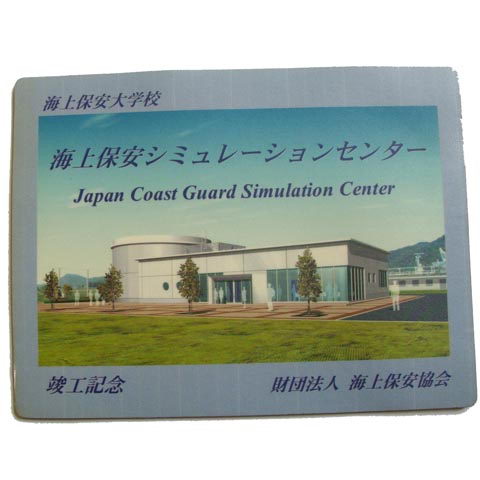 海上保安大学校
海上保安シミュレーションセンター
Japan Coast Guard Simulation Center
竣工記念
財団法人 海上保安協会